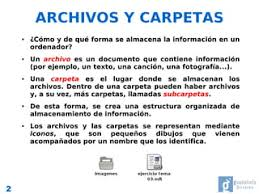 ARCHIVOS Y CARPETAS
• ¿Cómo y de qué forma se almacena la información en un
ordenador?
• Un archivo es un documento que contiene información
(por ejemplo, un texto, una canción, una fotografía...).
• Una carpeta es el lugar donde se almacenan los
archivos. Dentro de una carpeta pueden haber archivos
y, a su vez, más carpetas, llamadas subcarpetas.
• De esta forma, se crea una estructura organizada de
almacenamiento de información.
• Los archivos y las carpetas se representan mediante
iconos, que son pequeños dibujos que vienen
acompañados por un nombre que los identifica.
imagenes
ejercicio tema
03.odt
2